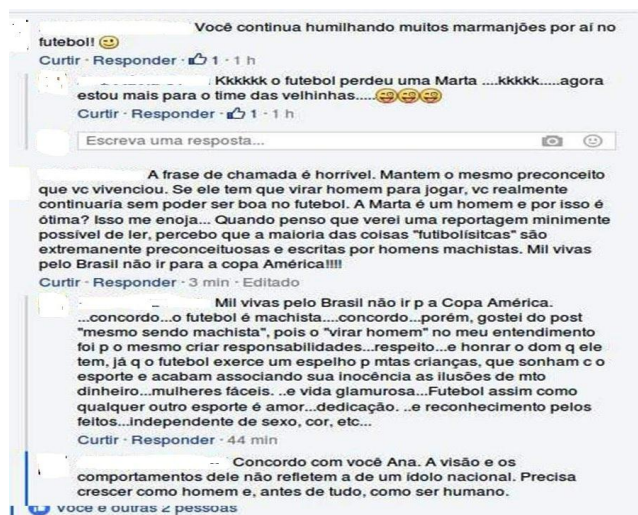 Você continua humilhando muitos marmanjões por aí no
futebol! 🙂
Curtir · Responder · 1 · 1 h
Kkkkkk o futebol perdeu uma Marta ....kkkkk.....agora
estou mais para o time das velhinhas.....😜😜😜
Curtir · Responder · 1 · 1 h
Escreva uma resposta...
A frase de chamada é horrível. Mantem o mesmo preconceito
que vc vivenciou. Se ele tem que virar homem para jogar, vc realmente
continuaria sem poder ser boa no futebol. A Marta é um homem e por isso é
ótima? Isso me enoja... Quando penso que verei uma reportagem minimente
possível de ler, percebo que a maioria das coisas "futibolísitcas" são
extremanente preconceituosas e escritas por homens machistas. Mil vivas
pelo Brasil não ir para a copa América!!!!
Curtir · Responder · 3 min · Editado
Mil vivas pelo Brasil não ir p a Copa América.
...concordo...o futebol é machista....concordo...porém, gostei do post
"mesmo sendo machista", pois o "virar homem" no meu entendimento
foi p o mesmo criar responsabilidades...respeito...e honrar o dom q ele
tem, já q o futebol exerce um espelho p mtas crianças, que sonham c o
esporte e acabam associando sua inocência as ilusões de mto
dinheiro...mulheres fáceis. ..e vida glamurosa...Futebol assim como
qualquer outro esporte é amor...dedicação. ..e reconhecimento pelos
feitos...independente de sexo, cor, etc...
Curtir · Responder · 44 min
Concordo com você Ana. A visão e os
comportamentos dele não refletem a de um ídolo nacional. Precisa
crescer como homem e, antes de tudo, como ser humano.
Você e outras 2 pessoas